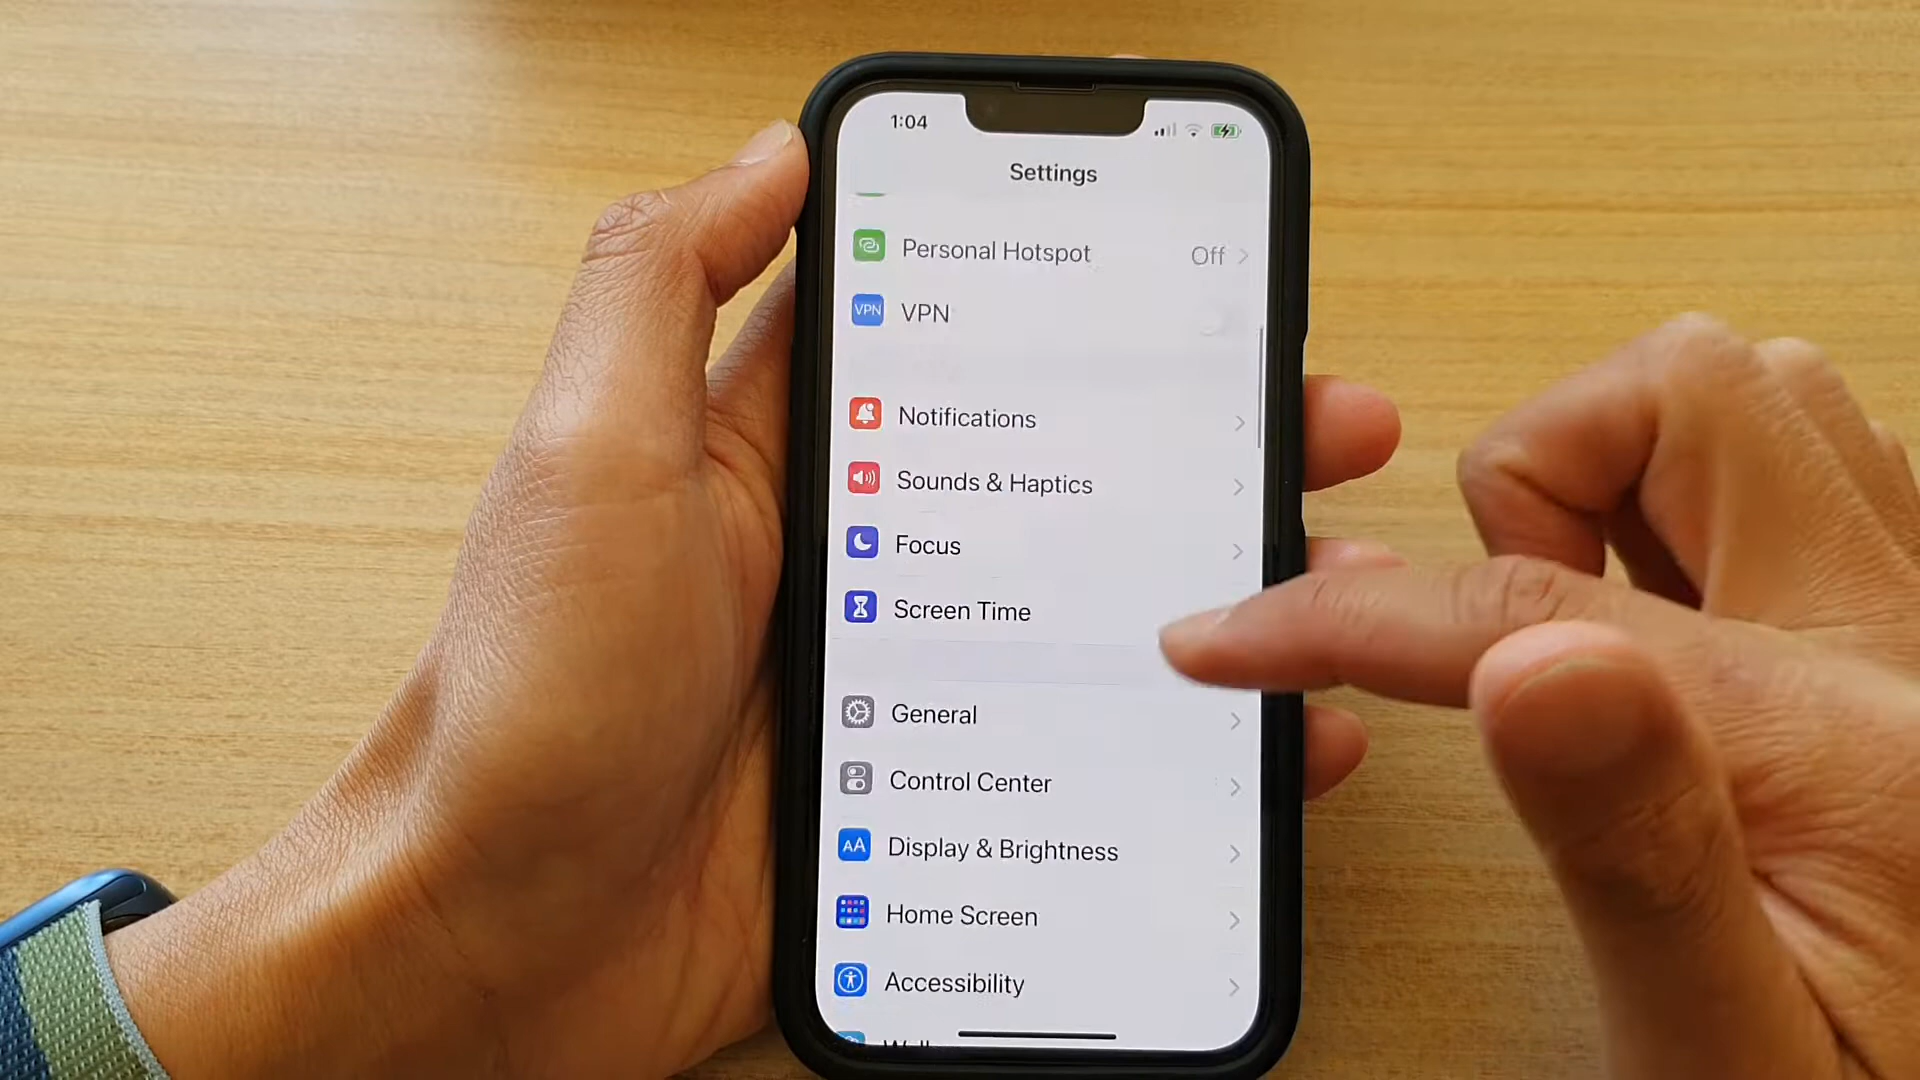 1:04
Settings
Personal Hotspot Off
VPN VPN
Notifications
Sounds & Haptics
Focus
Screen Time
General
Control Center
AA Display & Brightness
Home Screen
Accessibility